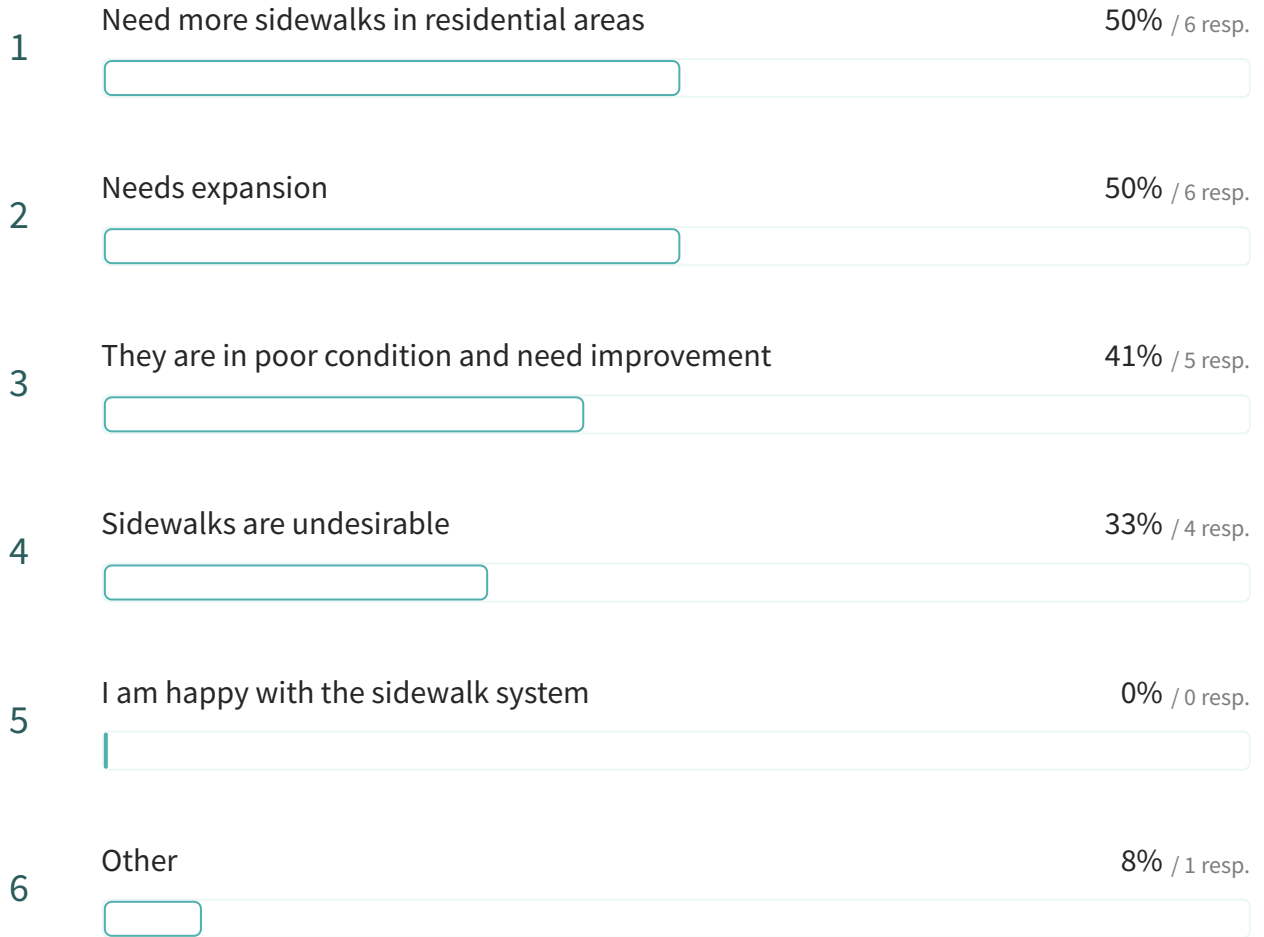 1 Need more sidewalks in residential areas 50% / 6 resp.
2 Needs expansion 50% / 6 resp.
3 They are in poor condition and need improvement 41% / 5 resp.
4 Sidewalks are undesirable 33% / 4 resp.
5 I am happy with the sidewalk system 0% / 0 resp.
6 Other 8% / 1 resp.